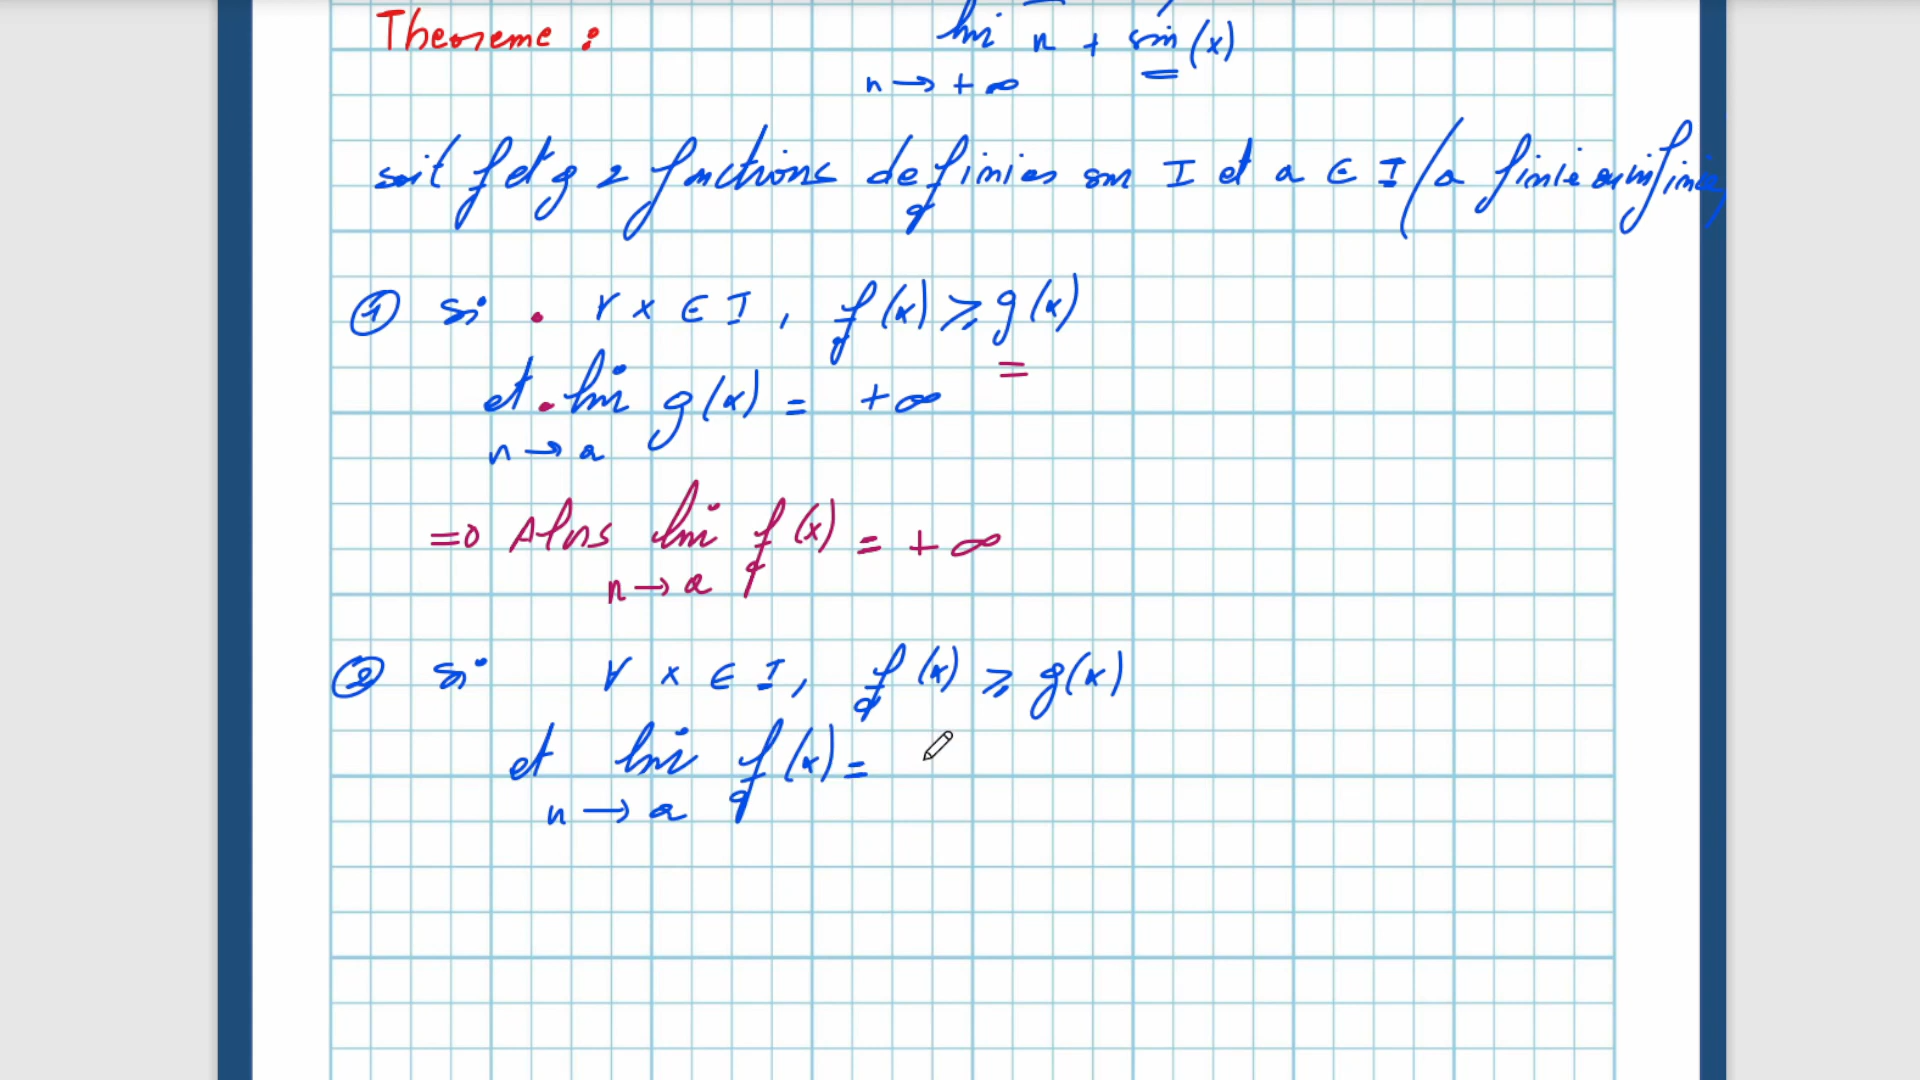 Theoreme :
lim n + sin(x)
n → + ∞
soit f et g 2 fonctions definies sur I et a ∈ I / a finie ou infinie
① si . ∀ x ∈ I, f(x) ⩾ g(x)
et . lim g(x) = + ∞
n → a
=> Alors lim f(x) = + ∞
n → a
② si ∀ x ∈ I, f(x) ⩾ g(x)
et lim f(x) =
n → a